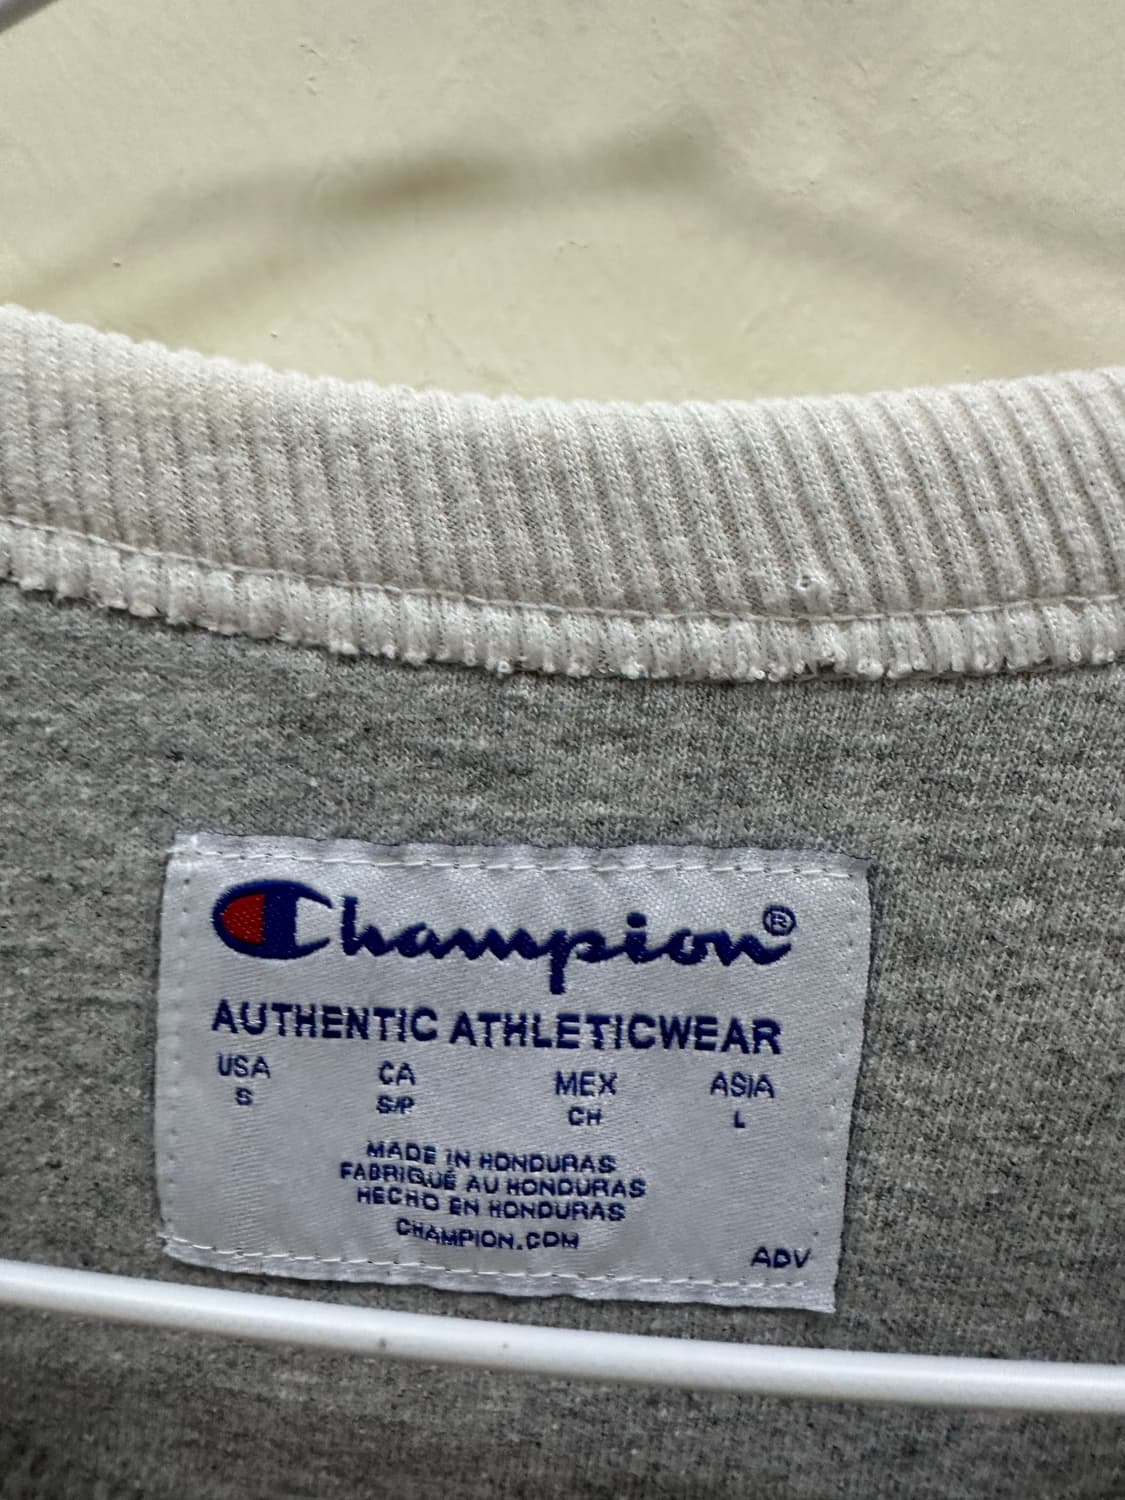 Champion®
AUTHENTIC ATHLETICWEAR
USA CA MEX ASIA
S S/P CH L
MADE IN HONDURAS
FABRIQUÉ AU HONDURAS
HECHO EN HONDURAS
CHAMPION.COM
ADV